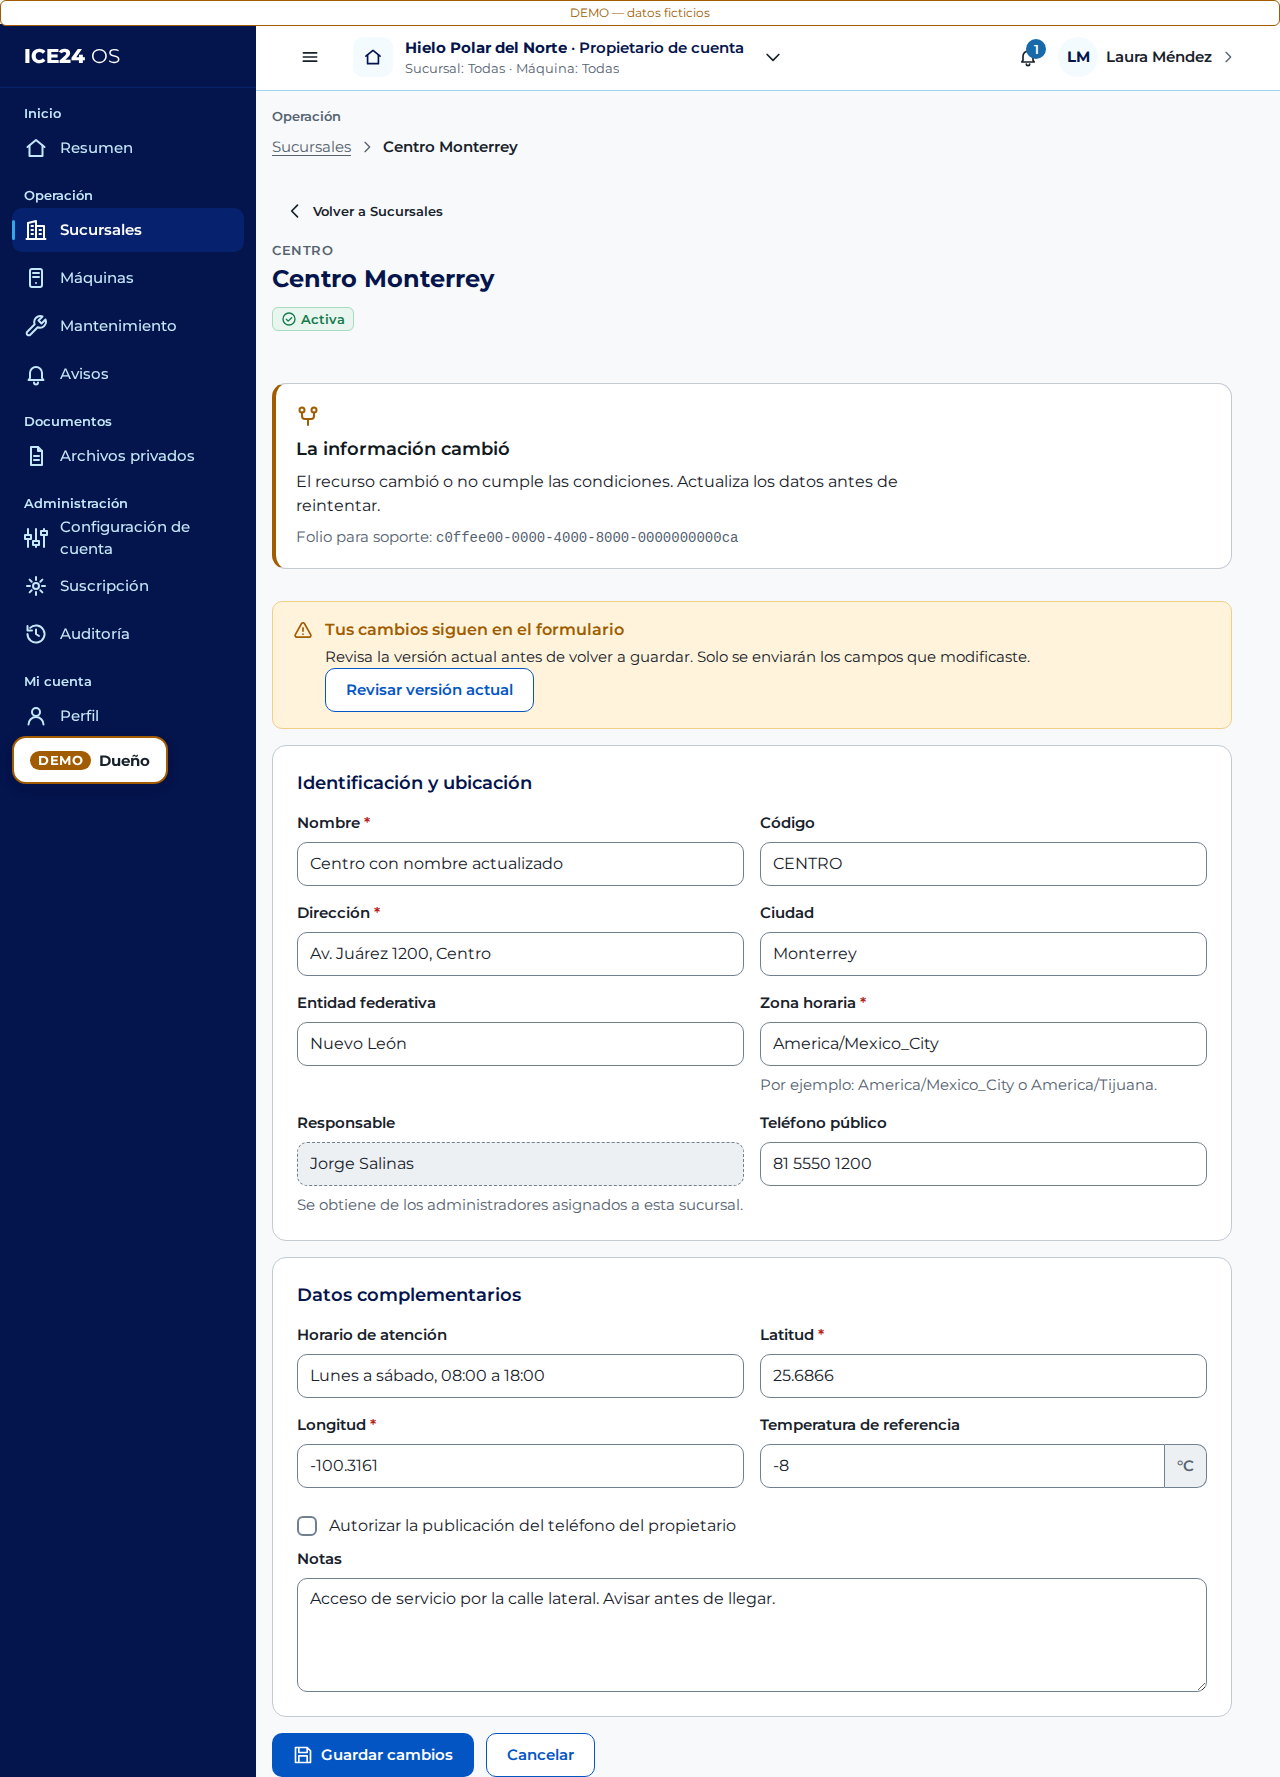 DEMO — datos ficticios
ICE24 OS
Hielo Polar del Norte · Propietario de cuenta
Sucursal: Todas · Máquina: Todas
1
LM
Laura Méndez
Inicio
Resumen
Operación
Sucursales
Máquinas
Mantenimiento
Avisos
Documentos
Archivos privados
Administración
Configuración de
cuenta
Suscripción
Auditoría
Mi cuenta
Perfil
DEMO Dueño
Operación
Sucursales > Centro Monterrey
Volver a Sucursales
CENTRO
Centro Monterrey
Activa
La información cambió
El recurso cambió o no cumple las condiciones. Actualiza los datos antes de
reintentar.
Folio para soporte: c0ffee00-0000-4000-8000-0000000000ca
Tus cambios siguen en el formulario
Revisa la versión actual antes de volver a guardar. Solo se enviarán los campos que modificaste.
Revisar versión actual
Identificación y ubicación
Nombre *
Centro con nombre actualizado
Código
CENTRO
Dirección *
Av. Juárez 1200, Centro
Ciudad
Monterrey
Entidad federativa
Nuevo León
Zona horaria *
America/Mexico_City
Por ejemplo: America/Mexico_City o America/Tijuana.
Responsable
Jorge Salinas
Se obtiene de los administradores asignados a esta sucursal.
Teléfono público
81 5550 1200
Datos complementarios
Horario de atención
Lunes a sábado, 08:00 a 18:00
Latitud *
25.6866
Longitud *
-100.3161
Temperatura de referencia
-8
°C
Autorizar la publicación del teléfono del propietario
Notas
Acceso de servicio por la calle lateral. Avisar antes de llegar.
Guardar cambios
Cancelar